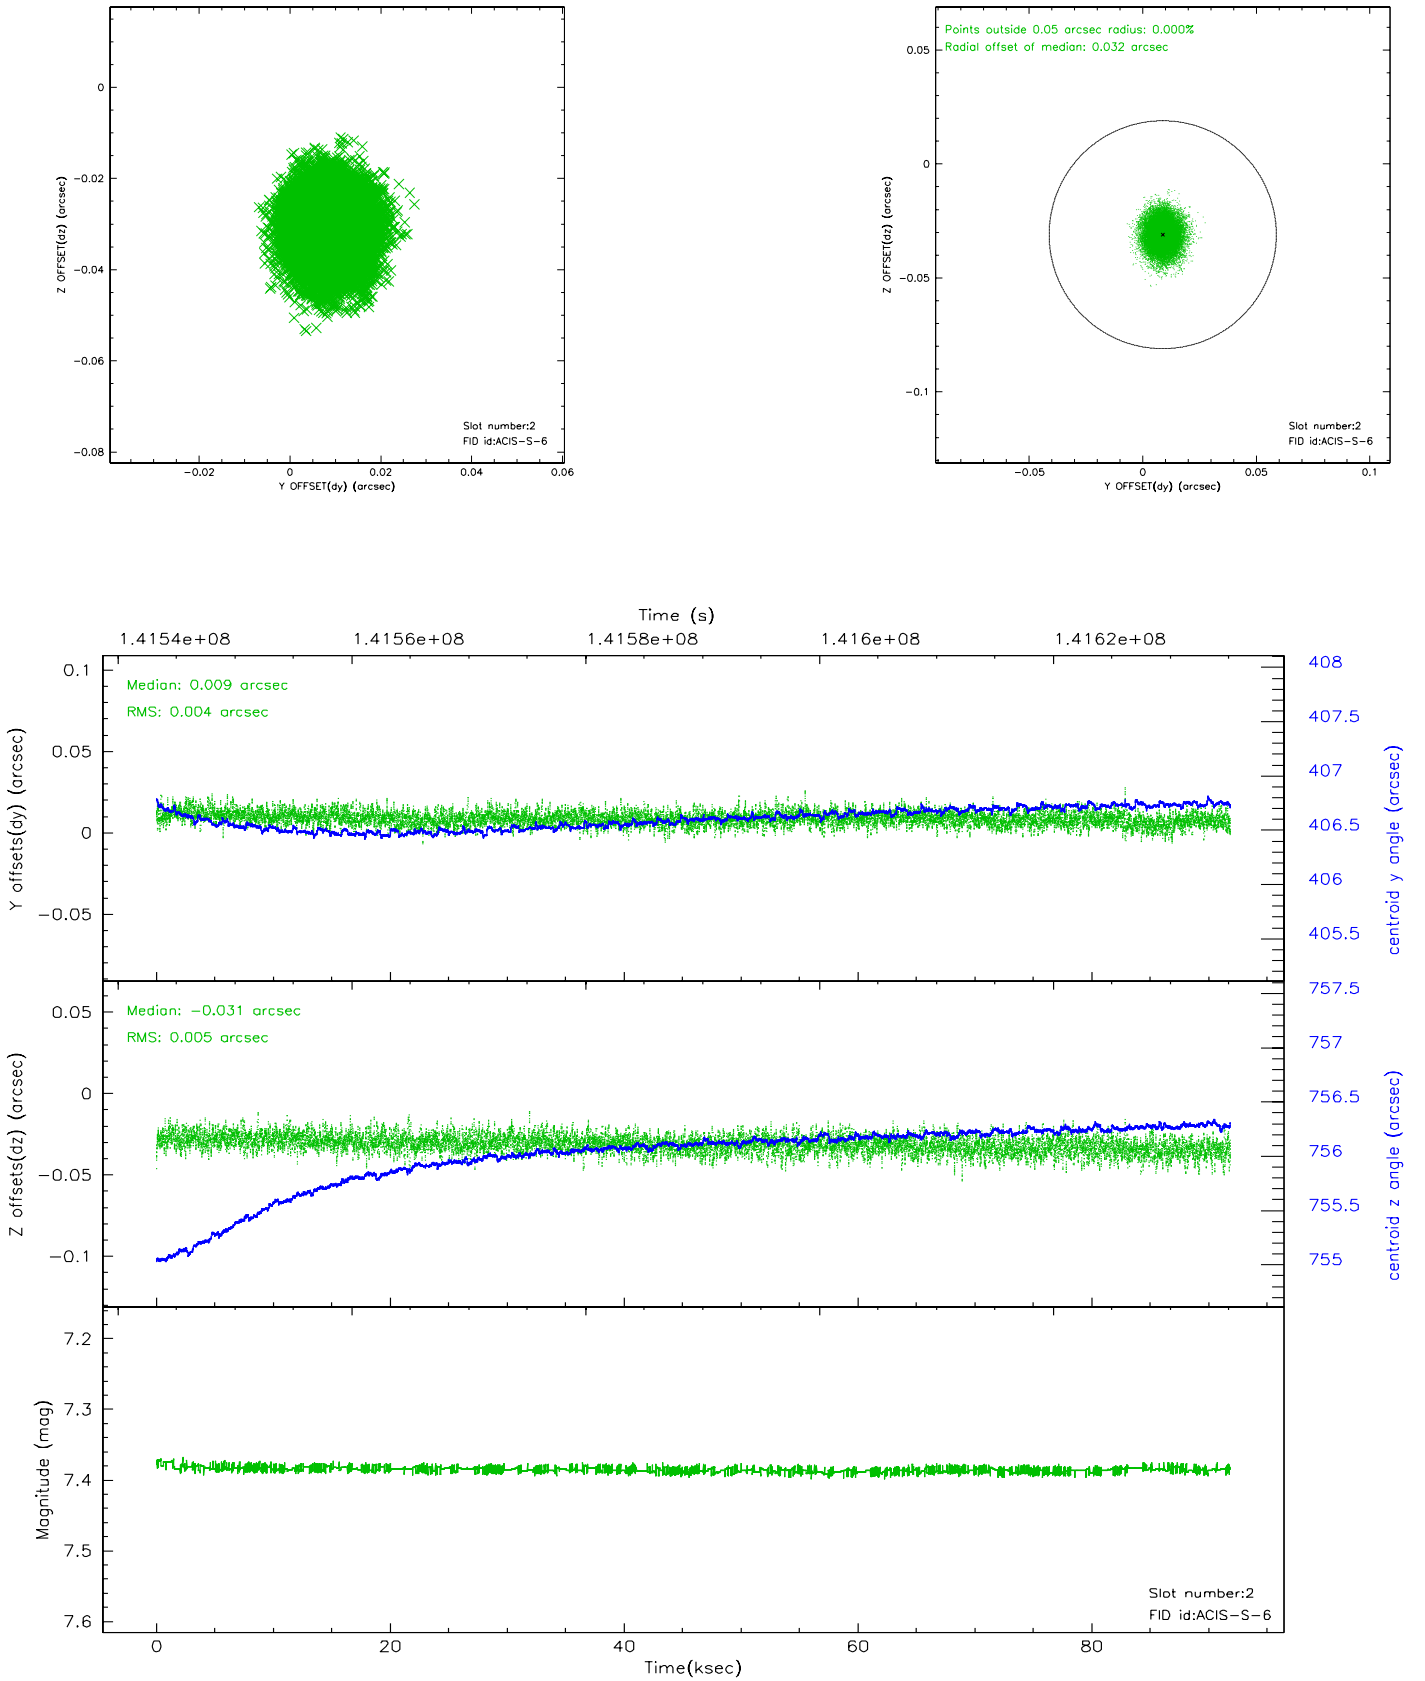 0
−0.02
−0.04
−0.06
−0.08
Z OFFSET(dz) (arcsec)
Slot number:2
FID id:ACIS−S−6
−0.02 0 0.02 0.04 0.06
Y OFFSET(dy) (arcsec)
Points outside 0.05 arcsec radius: 0.000%
Radial offset of median: 0.032 arcsec
0.05
0
−0.05
−0.1
Z OFFSET(dz) (arcsec)
Slot number:2
FID id:ACIS−S−6
−0.05 0 0.05 0.1
Y OFFSET(dy) (arcsec)
Time (s)
1.4154e+08 1.4156e+08 1.4158e+08 1.416e+08 1.4162e+08
Median: 0.009 arcsec
RMS: 0.004 arcsec
0.1
0.05
0
−0.05
Y offsets(dy) (arcsec)
408
407.5
407
406.5
406
405.5
centroid y angle (arcsec)
Median: −0.031 arcsec
RMS: 0.005 arcsec
0.05
0
−0.05
−0.1
Z offsets(dz) (arcsec)
757.5
757
756.5
756
755.5
755
centroid z angle (arcsec)
7.2
7.3
7.4
7.5
7.6
Magnitude (mag)
Slot number:2
FID id:ACIS−S−6
0 20 40 60 80
Time(ksec)